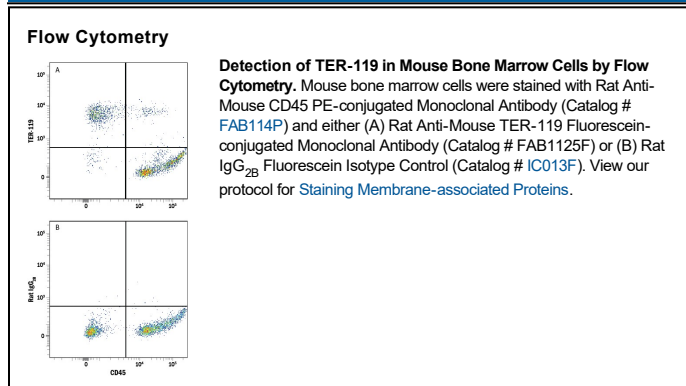 Flow Cytometry
A
10⁵
10⁴
10³
0
TER-119
0
10⁴
10⁵
Detection of TER-119 in Mouse Bone Marrow Cells by Flow
Cytometry. Mouse bone marrow cells were stained with Rat Anti-
Mouse CD45 PE-conjugated Monoclonal Antibody (Catalog #
FAB114P) and either (A) Rat Anti-Mouse TER-119 Fluorescein-
conjugated Monoclonal Antibody (Catalog # FAB1125F) or (B) Rat
IgG2B Fluorescein Isotype Control (Catalog # IC013F). View our
protocol for Staining Membrane-associated Proteins.
B
10⁵
10⁴
10³
0
Rat IgG2B
0
10⁴
10⁵
CD45